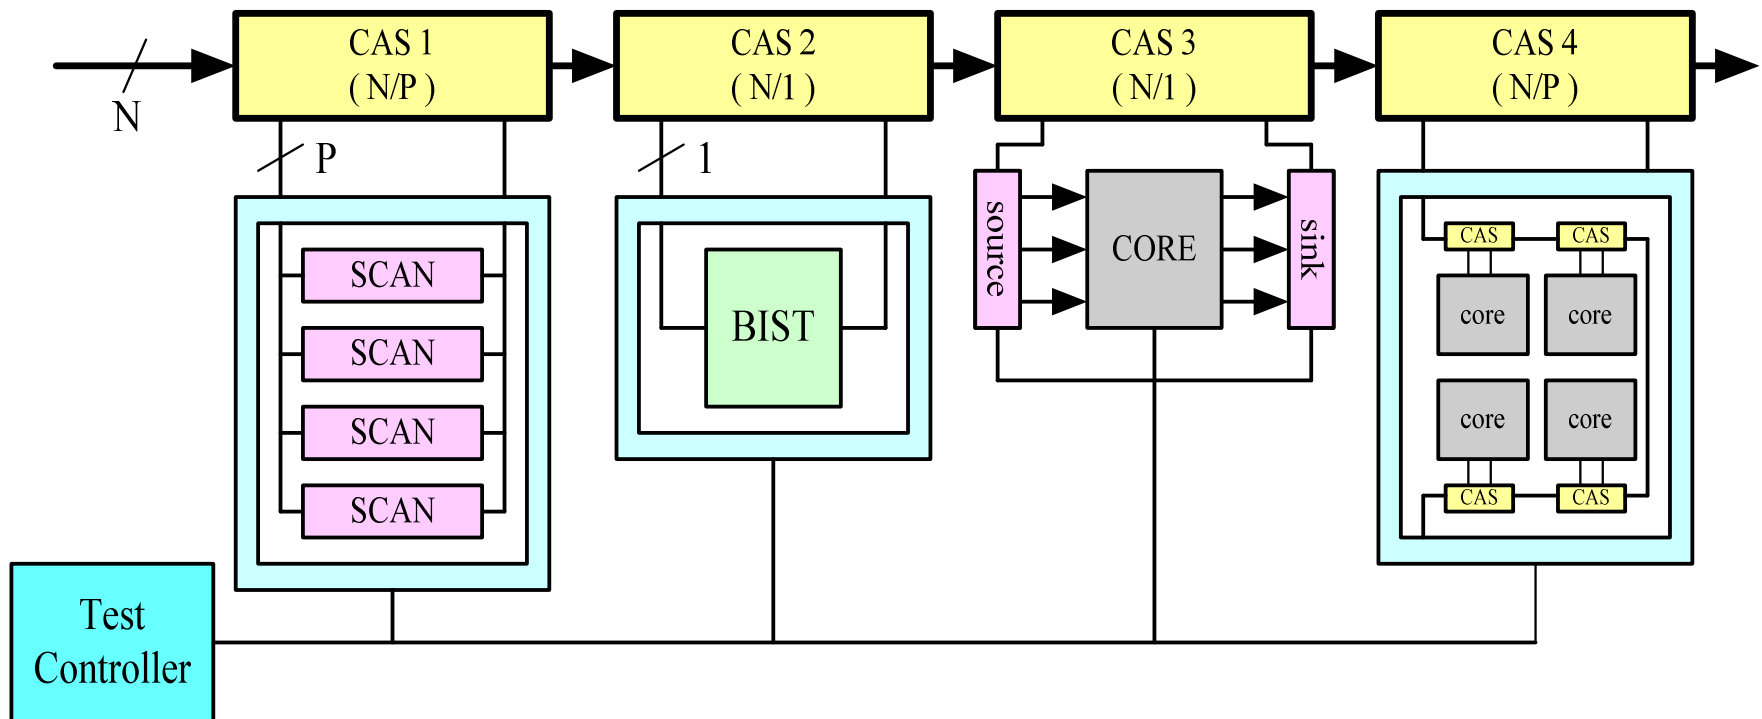 CAS 1
( N/P )
CAS 2
( N/1 )
CAS 3
( N/1 )
CAS 4
( N/P )
N
P
1
SCAN
SCAN
SCAN
SCAN
BIST
source
CORE
sink
CAS
CAS
core
core
core
core
CAS
CAS
Test
Controller